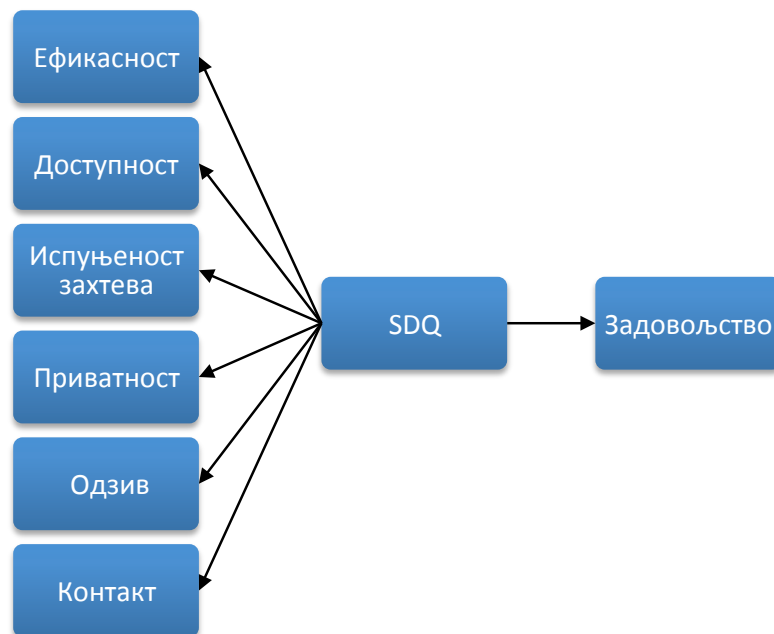 Ефикасност
Доступност
Испуњеност
захтева
Приватност
Одзив
Контакт
SDQ
Задовољство